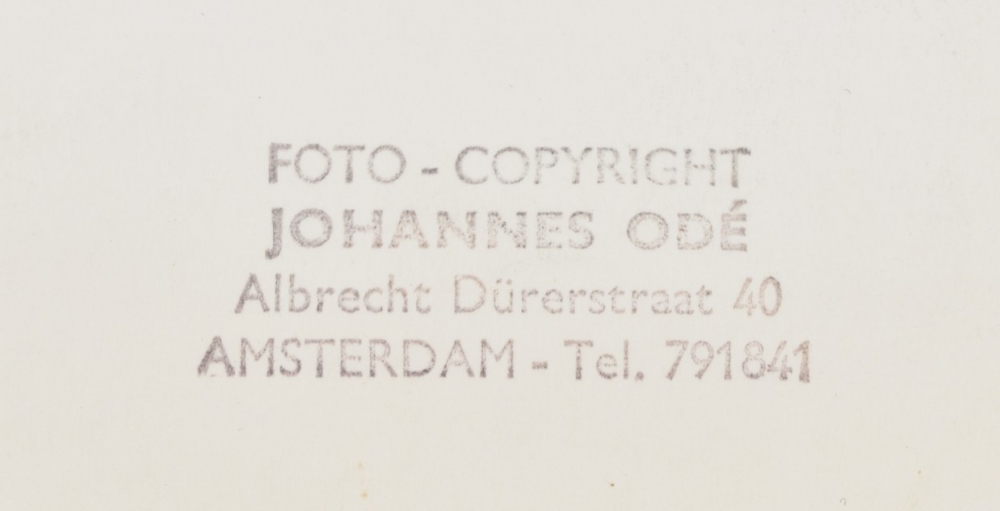 FOTO - COPYRIGHT
JOHANNES ODÉ
Albrecht Dürerstraat 40
AMSTERDAM - Tel. 791841